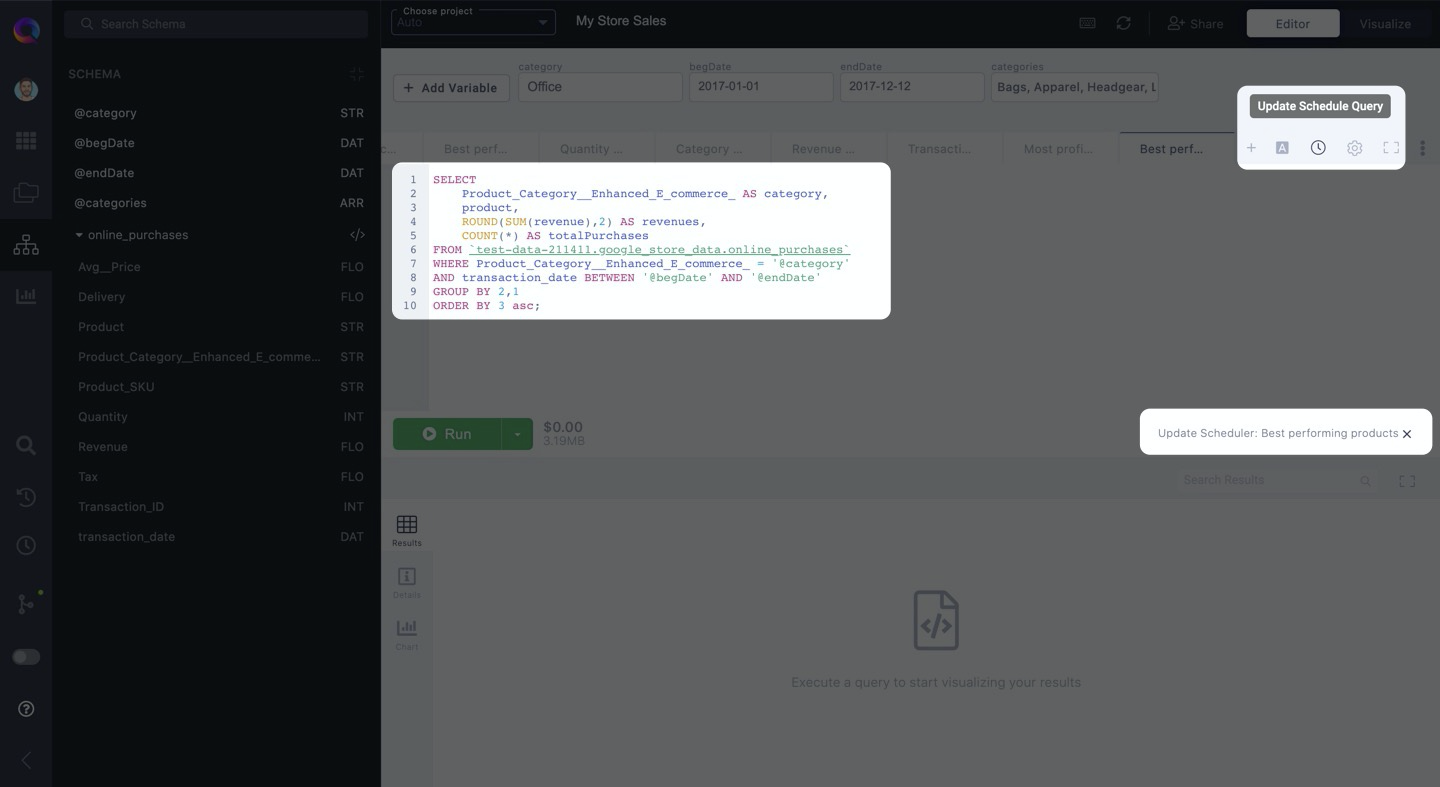 Search Schema
Choose project
Auto
My Store Sales
Share
Editor
Visualize
SCHEMA
@category STR
@begDate DAT
@endDate DAT
@categories ARR
online_purchases </>
Avg__Price FLO
Delivery FLO
Product STR
Product_Category__Enhanced_E_comme... STR
Product_SKU STR
Quantity INT
Revenue FLO
Tax FLO
Transaction_ID INT
transaction_date DAT
+ Add Variable
category
Office
begDate
2017-01-01
endDate
2017-12-12
categories
Bags, Apparel, Headgear, L
Update Schedule Query
c...
Best perf...
Quantity ...
Category ...
Revenue ...
Transacti...
Most profi...
Best perf...
+ A
1 SELECT
2 Product_Category__Enhanced_E_commerce_ AS category,
3 product,
4 ROUND(SUM(revenue),2) AS revenues,
5 COUNT(*) AS totalPurchases
6 FROM `test-data-211411.google_store_data.online_purchases`
7 WHERE Product_Category__Enhanced_E_commerce_ = '@category'
8 AND transaction_date BETWEEN '@begDate' AND '@endDate'
9 GROUP BY 2,1
10 ORDER BY 3 asc;
Run
$0.00
3.19MB
Update Scheduler: Best performing products
Search Results
Results
Details
Chart
</>
Execute a query to start visualizing your results